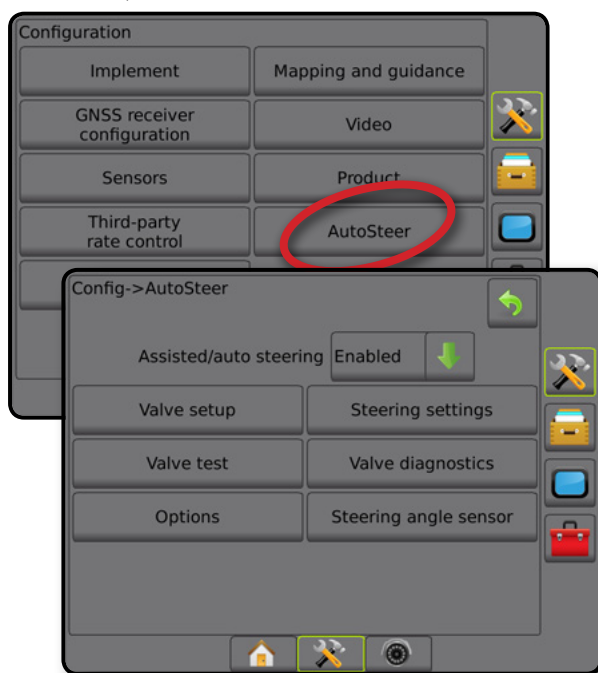 Configuration
Implement
Mapping and guidance
GNSS receiver
configuration
Video
Sensors
Product
Third-party
rate control
AutoSteer
Config->AutoSteer
Assisted/auto steering
Enabled
Valve setup
Steering settings
Valve test
Valve diagnostics
Options
Steering angle sensor